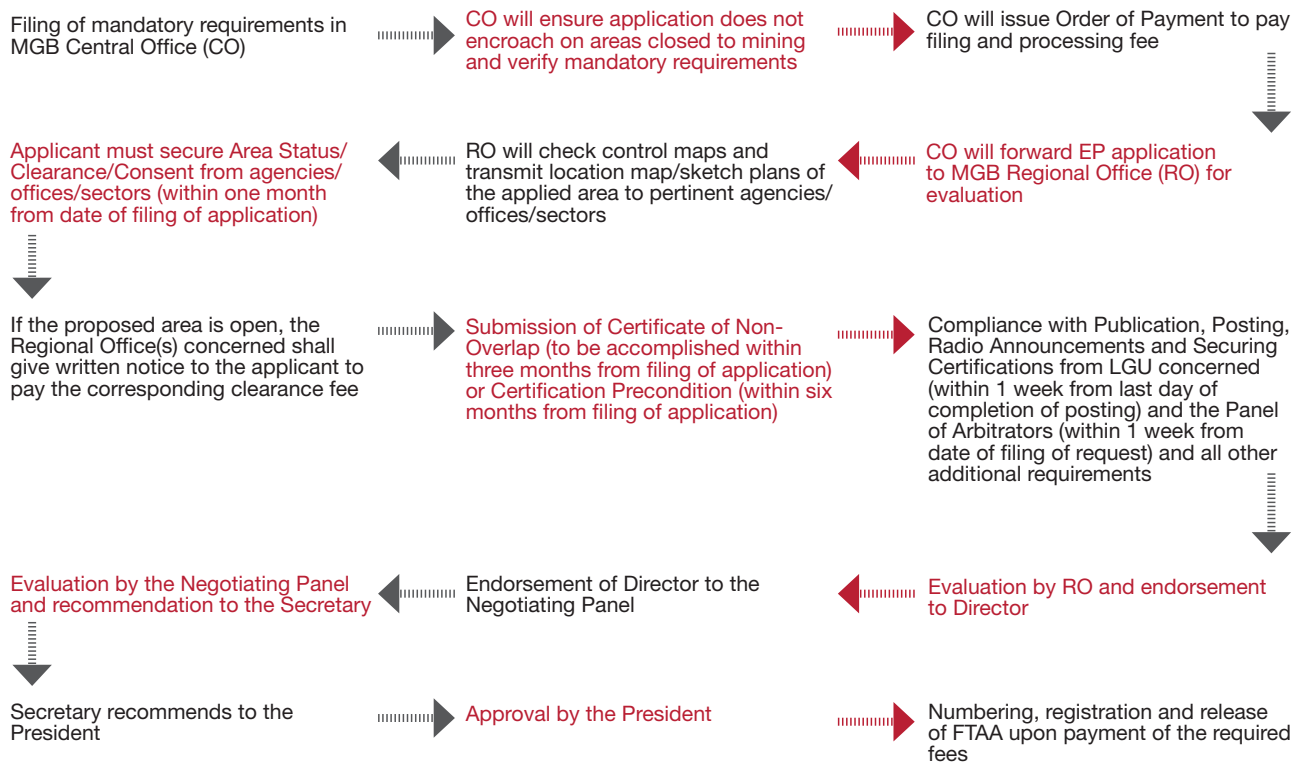 Filing of mandatory requirements in
MGB Central Office (CO)
CO will ensure application does not
encroach on areas closed to mining
and verify mandatory requirements
CO will issue Order of Payment to pay
filing and processing fee
CO will forward EP application
to MGB Regional Office (RO) for
evaluation
RO will check control maps and
transmit location map/sketch plans of
the applied area to pertinent agencies/
offices/sectors
Applicant must secure Area Status/
Clearance/Consent from agencies/
offices/sectors (within one month
from date of filing of application)
If the proposed area is open, the
Regional Office(s) concerned shall
give written notice to the applicant to
pay the corresponding clearance fee
Submission of Certificate of Non-
Overlap (to be accomplished within
three months from filing of application)
or Certification Precondition (within six
months from filing of application)
Compliance with Publication, Posting,
Radio Announcements and Securing
Certifications from LGU concerned
(within 1 week from last day of
completion of posting) and the Panel
of Arbitrators (within 1 week from
date of filing of request) and all other
additional requirements
Evaluation by RO and endorsement
to Director
Endorsement of Director to the
Negotiating Panel
Evaluation by the Negotiating Panel
and recommendation to the Secretary
Secretary recommends to the
President
Approval by the President
Numbering, registration and release
of FTAA upon payment of the required
fees